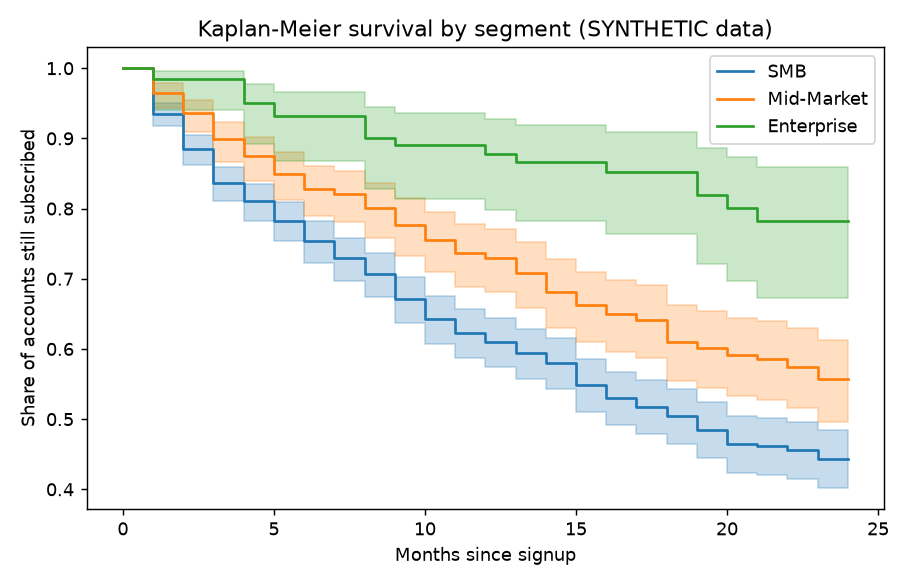 Kaplan-Meier survival by segment (SYNTHETIC data)
SMB
Mid-Market
Enterprise
Share of accounts still subscribed
1.0
0.9
0.8
0.7
0.6
0.5
0.4
0
5
10
15
20
25
Months since signup